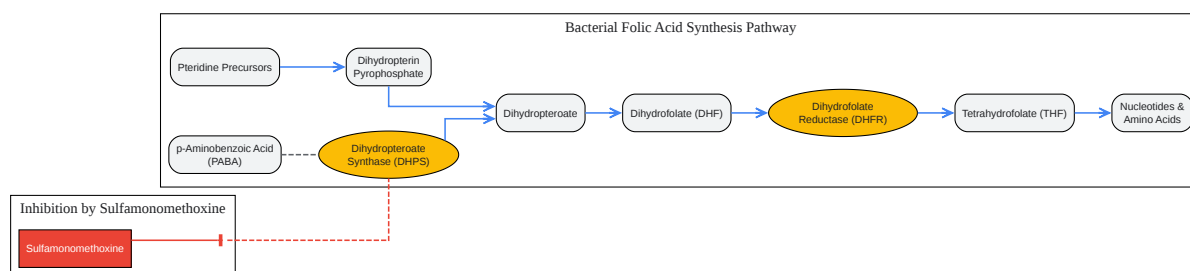 Bacterial Folic Acid Synthesis Pathway
Pteridine Precursors
Dihydropterin
Pyrophosphate
Dihydropteroate
Dihydrofolate (DHF)
Dihydrofolate
Reductase (DHFR)
Tetrahydrofolate (THF)
Nucleotides &
Amino Acids
p-Aminobenzoic Acid
(PABA)
Dihydropteroate
Synthase (DHPS)
Inhibition by Sulfamonomethoxine
Sulfamonomethoxine